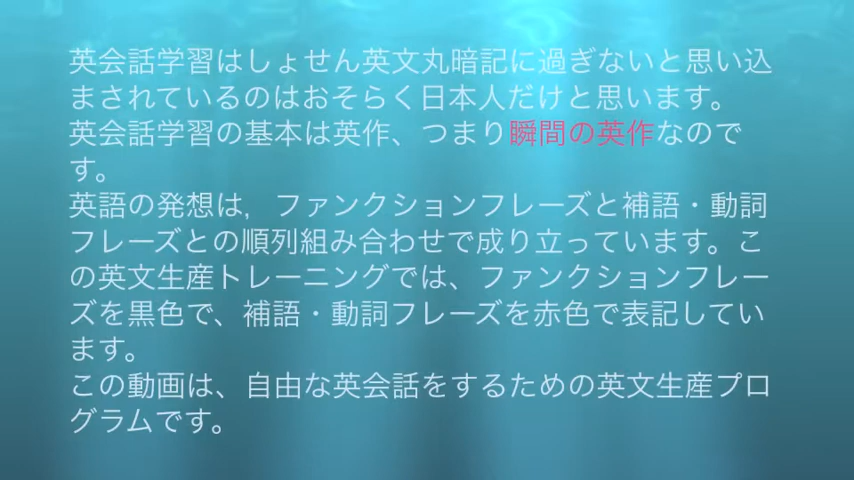 英会話学習はしょせん英文丸暗記に過ぎないと思い込
まされているのはおそらく日本人だけと思います。
英会話学習の基本は英作、つまり瞬間の英作なので
す。
英語の発想は，ファンクションフレーズと補語・動詞
フレーズとの順列組み合わせで成り立っています。こ
の英文生産トレーニングでは、ファンクションフレー
ズを黒色で、補語・動詞フレーズを赤色で表記してい
ます。
この動画は、自由な英会話をするための英文生産プロ
グラムです。